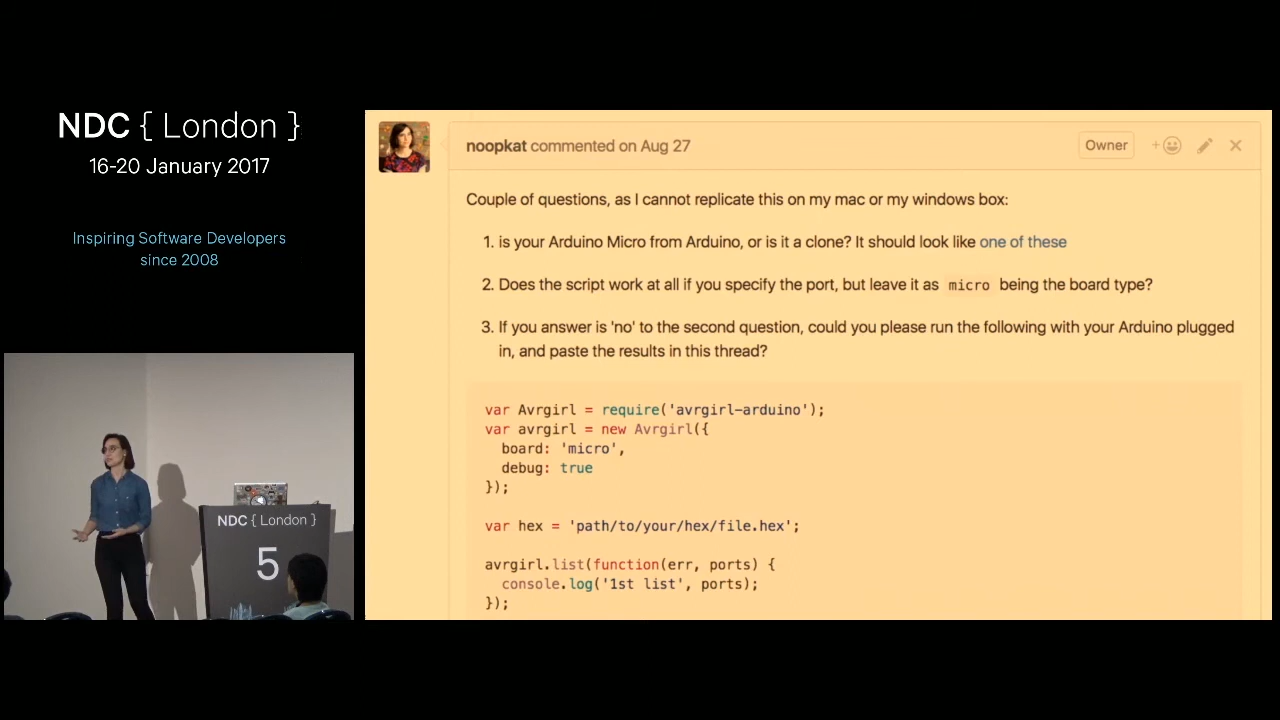 NDC { London }
16-20 January 2017
Inspiring Software Developers
since 2008
noopkat commented on Aug 27
Owner
Couple of questions, as I cannot replicate this on my mac or my windows box:
1. is your Arduino Micro from Arduino, or is it a clone? It should look like one of these
2. Does the script work at all if you specify the port, but leave it as micro being the board type?
3. If you answer is 'no' to the second question, could you please run the following with your Arduino plugged
in, and paste the results in this thread?
var Avrgirl = require('avrgirl-arduino');
var avrgirl = new Avrgirl({
  board: 'micro',
  debug: true
});
var hex = 'path/to/your/hex/file.hex';
avrgirl.list(function(err, ports) {
  console.log('1st list', ports);
});
NDC { London }
5